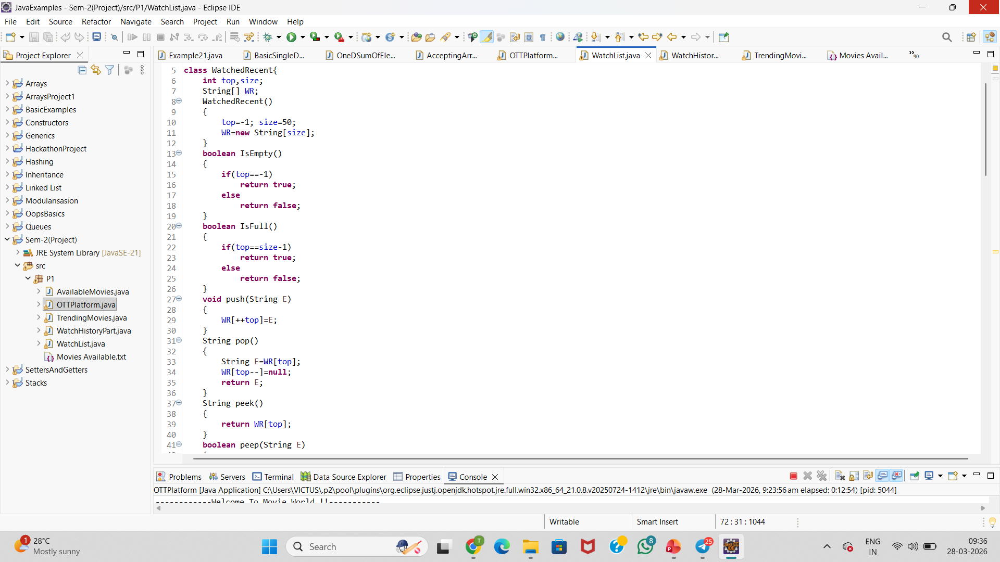 JavaExamples - Sem-2(Project)/src/P1/WatchList.java - Eclipse IDE
File Edit Source Refactor Navigate Search Project Run Window Help
Project Explorer
Example21.java BasicSingleD... OneDSumOfEle... AcceptingArr... OTTPlatform... WatchList.java WatchHistor... TrendingMovi... Movies Avail... »90
Arrays
ArraysProject1
BasicExamples
Constructors
Generics
HackathonProject
Hashing
Inheritance
Linked List
Modularisasion
OopsBasics
Queues
Sem-2(Project)
JRE System Library [JavaSE-21]
src
P1
AvailableMovies.java
OTTPlatform.java
TrendingMovies.java
WatchHistoryPart.java
WatchList.java
Movies Available.txt
SettersAndGetters
Stacks
5 class WatchedRecent{
6 int top,size;
7 String[] WR;
8 WatchedRecent()
9 {
10 top=-1; size=50;
11 WR=new String[size];
12 }
13 boolean IsEmpty()
14 {
15 if(top==-1)
16 return true;
17 else
18 return false;
19 }
20 boolean IsFull()
21 {
22 if(top==size-1)
23 return true;
24 else
25 return false;
26 }
27 void push(String E)
28 {
29 WR[++top]=E;
30 }
31 String pop()
32 {
33 String E=WR[top];
34 WR[top--]=null;
35 return E;
36 }
37 String peek()
38 {
39 return WR[top];
40 }
41 boolean peep(String E)
Problems Servers Terminal Data Source Explorer Properties Console
OTTPlatform [Java Application] C:\Users\VICTUS\.p2\pool\plugins\org.eclipse.justj.openjdk.hotspot.jre.full.win32.x86_64_21.0.8.v20250724-1412\jre\bin\javaw.exe (28-Mar-2026, 9:23:56 am elapsed: 0:12:54) [pid: 5044]
------------Welcome To Movie World !!-----------
Writable Smart Insert 72 : 31 : 1044
1
28°C
Mostly sunny
Search
T
8
25
Java EE
IDE
ENG
IN
09:36
28-03-2026